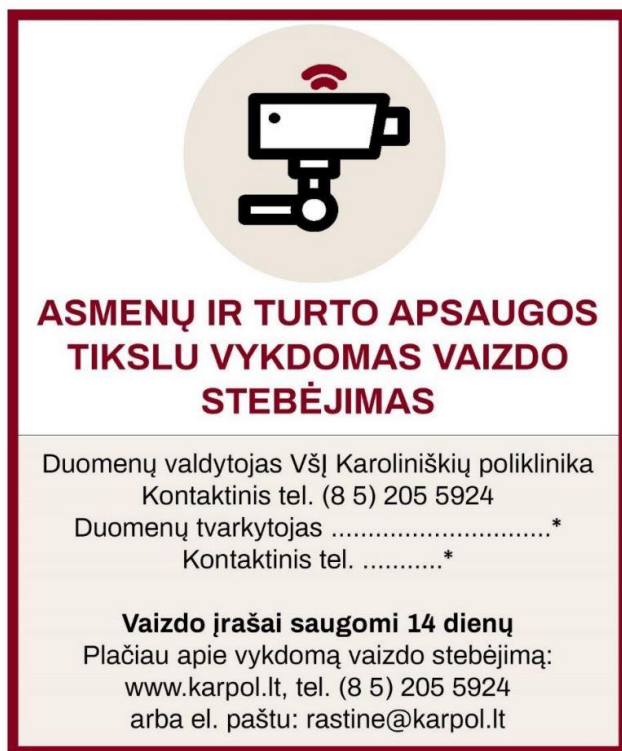 ASMENŲ IR TURTO APSAUGOS
TIKSLU VYKDOMAS VAIZDO
STEBĖJIMAS
Duomenų valdytojas VšĮ Karoliniškių poliklinika
Kontaktinis tel. (8 5) 205 5924
Duomenų tvarkytojas ..............................*
Kontaktinis tel. ...........*
Vaizdo įrašai saugomi 14 dienų
Plačiau apie vykdomą vaizdo stebėjimą:
www.karpol.lt, tel. (8 5) 205 5924
arba el. paštu: rastine@karpol.lt